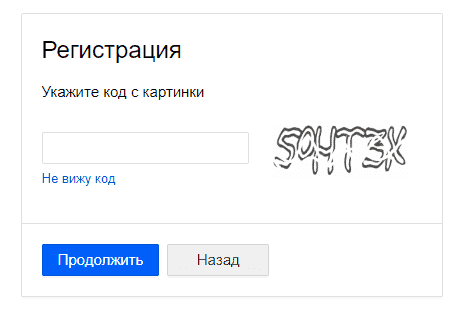 Регистрация
Укажите код с картинки
Не вижу код
Продолжить
Назад